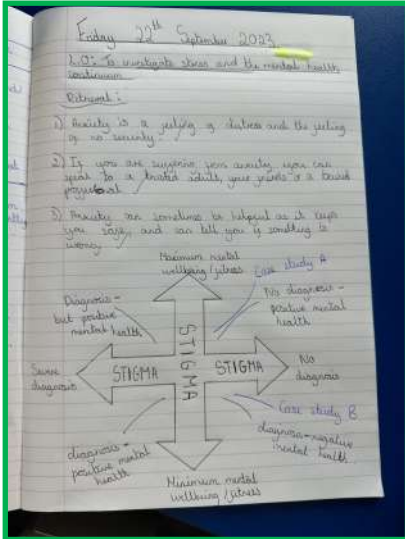 Friday 22th September 2023
L.O: To investigate stress and the mental health
continuum
Retrieval:
1) Anxiety is a feeling of distress and the feeling
of no security.
2) If you are suffering from anxiety you can
speak to a trusted adult, your friends or a
professional
3) Anxiety can sometimes be helpful as it keeps
you safe, and can tell you if something is
wrong
Maximum mental
wellbeing/fitness
Case study A
Diagnosis -
but positive
mental health
No diagnosis -
positive mental
health
Severe
diagnosis
STIGMA
STIGMA
STIGMA
No
diagnosis
Case study B
diagnosis -
positive mental
health
diagnosis - negative
mental health
Minimum mental
wellbeing/fitness